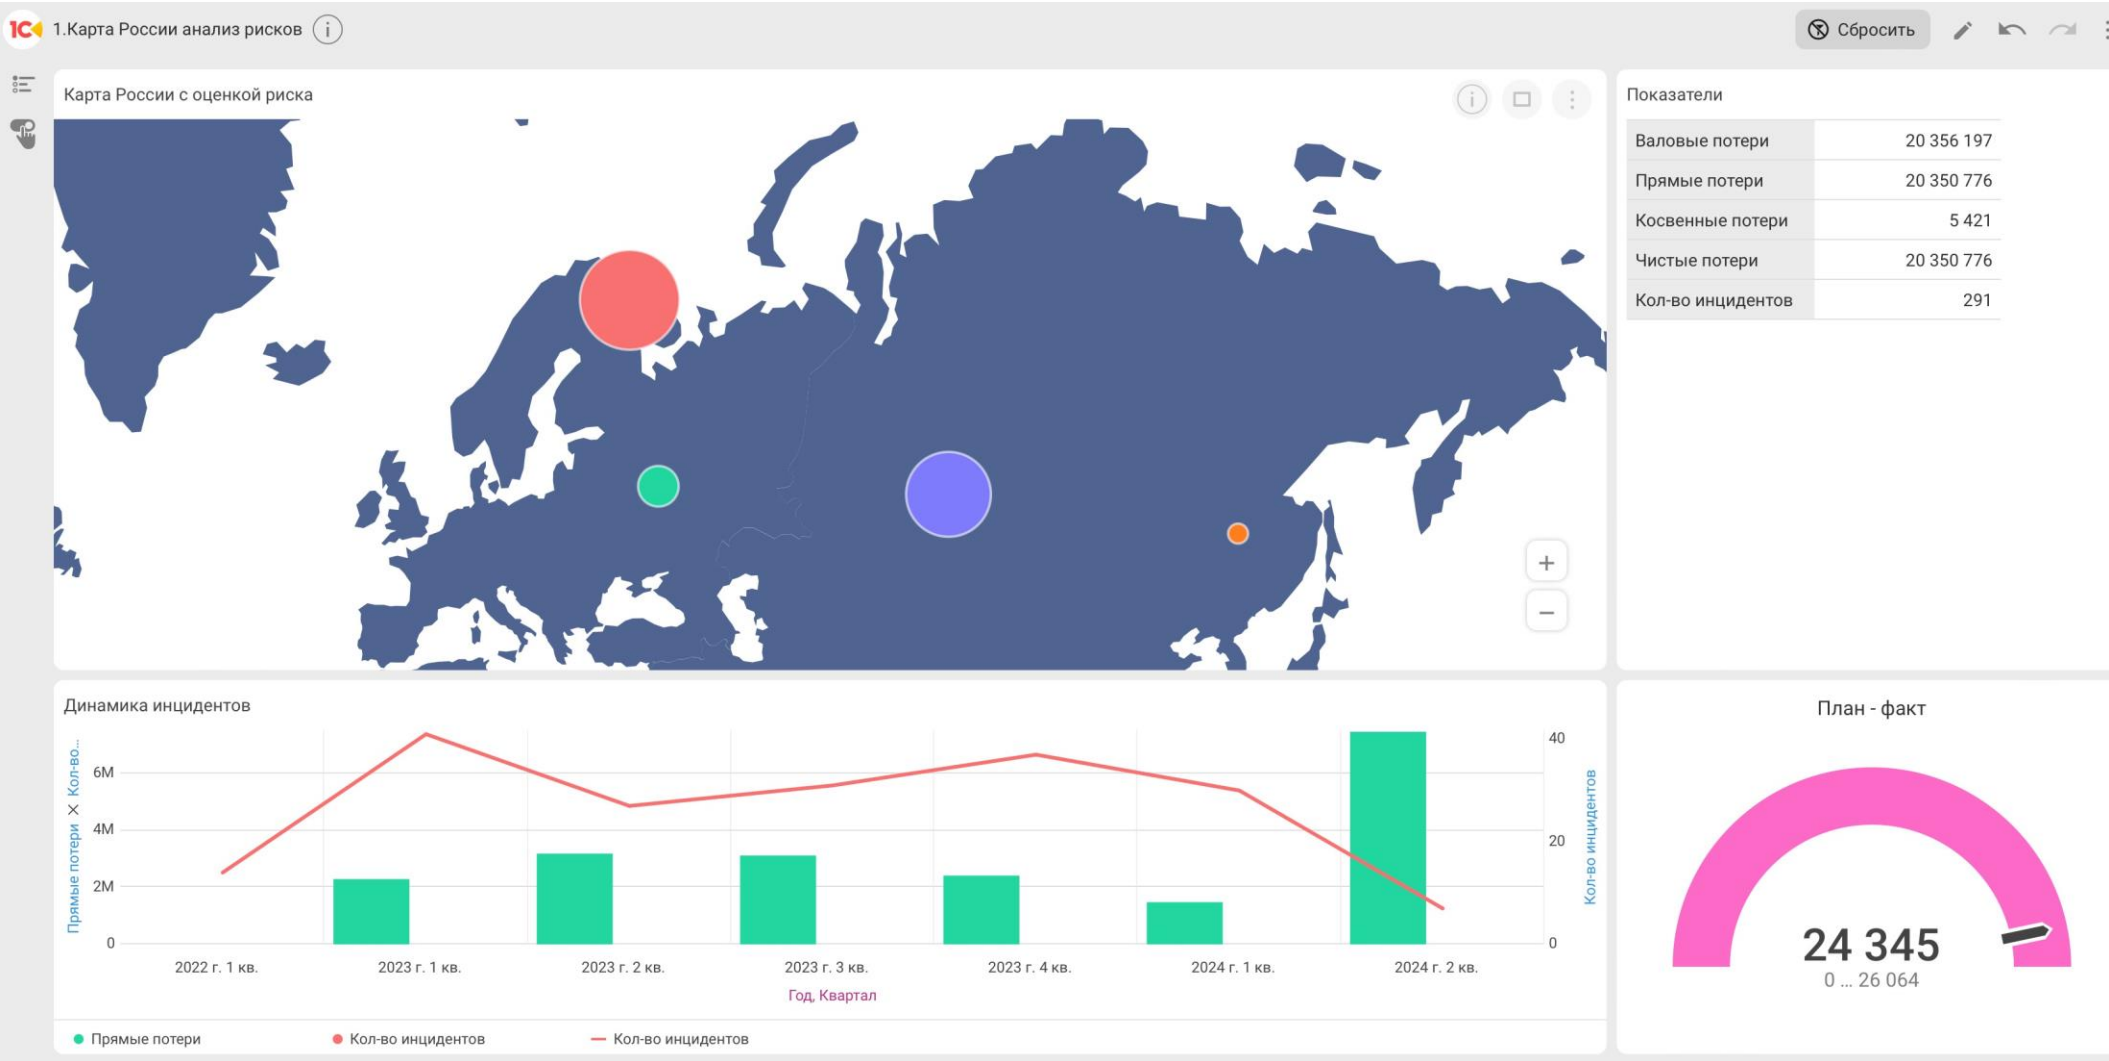 1С
1.Карта России анализ рисков
Сбросить
Карта России с оценкой риска
+
−
Показатели
Валовые потери 20 356 197
Прямые потери 20 350 776
Косвенные потери 5 421
Чистые потери 20 350 776
Кол-во инцидентов 291
Динамика инцидентов
Прямые потери × Кол-во...
6M
4M
2M
0
40
20
0
Кол-во инцидентов
2022 г. 1 кв. 2023 г. 1 кв. 2023 г. 2 кв. 2023 г. 3 кв. 2023 г. 4 кв. 2024 г. 1 кв. 2024 г. 2 кв.
Год, Квартал
Прямые потери Кол-во инцидентов Кол-во инцидентов
План - факт
24 345
0 ... 26 064